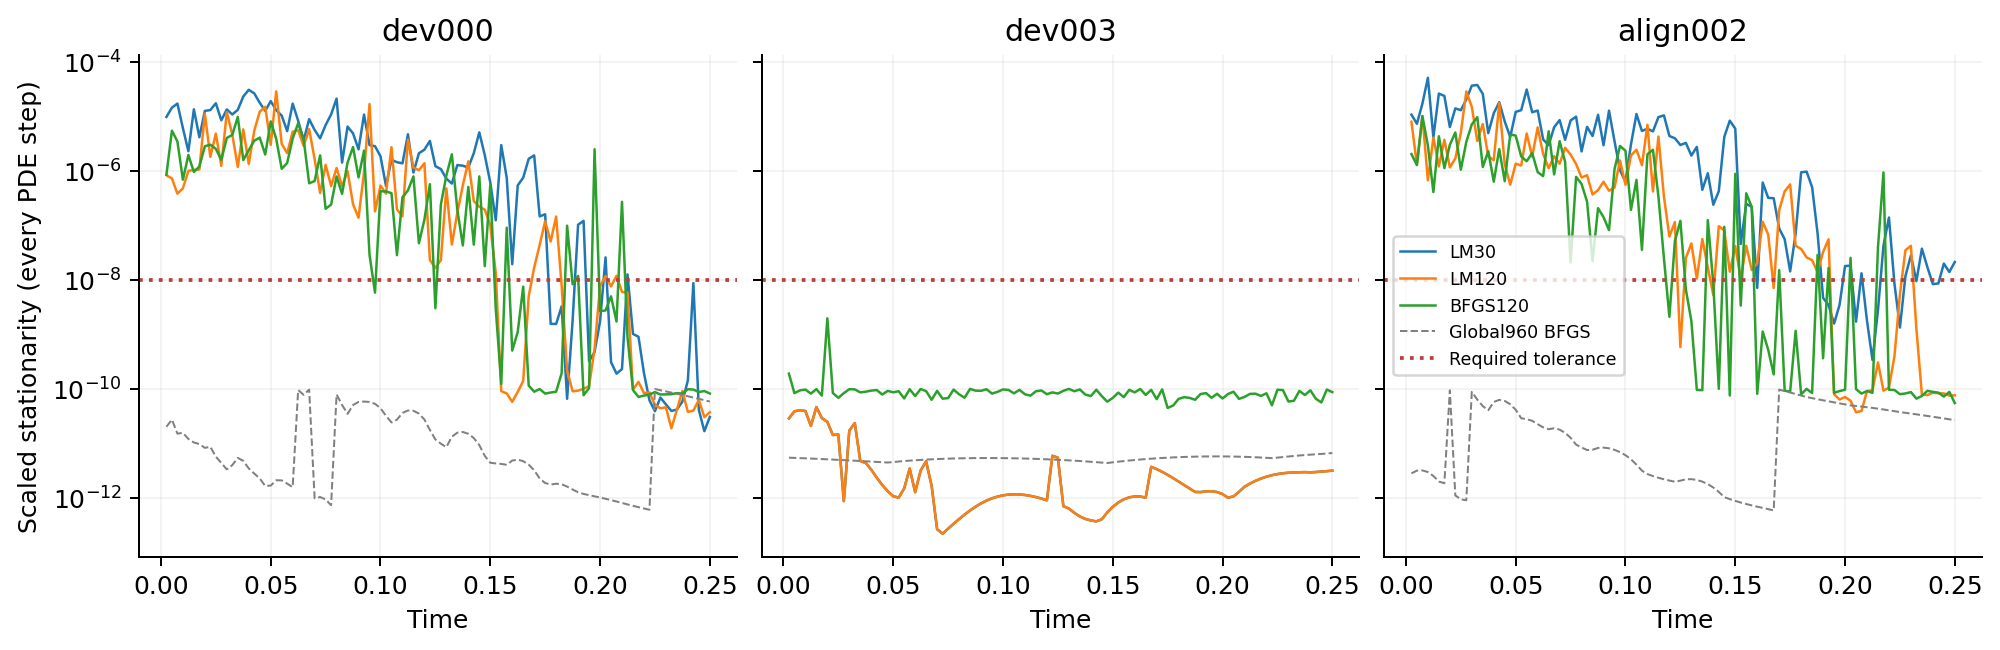 dev000
dev003
align002
Scaled stationarity (every PDE step)
10⁻⁴
10⁻⁶
10⁻⁸
10⁻¹⁰
10⁻¹²
LM30
LM120
BFGS120
Global960 BFGS
Required tolerance
0.00 0.05 0.10 0.15 0.20 0.25
0.00 0.05 0.10 0.15 0.20 0.25
0.00 0.05 0.10 0.15 0.20 0.25
Time
Time
Time